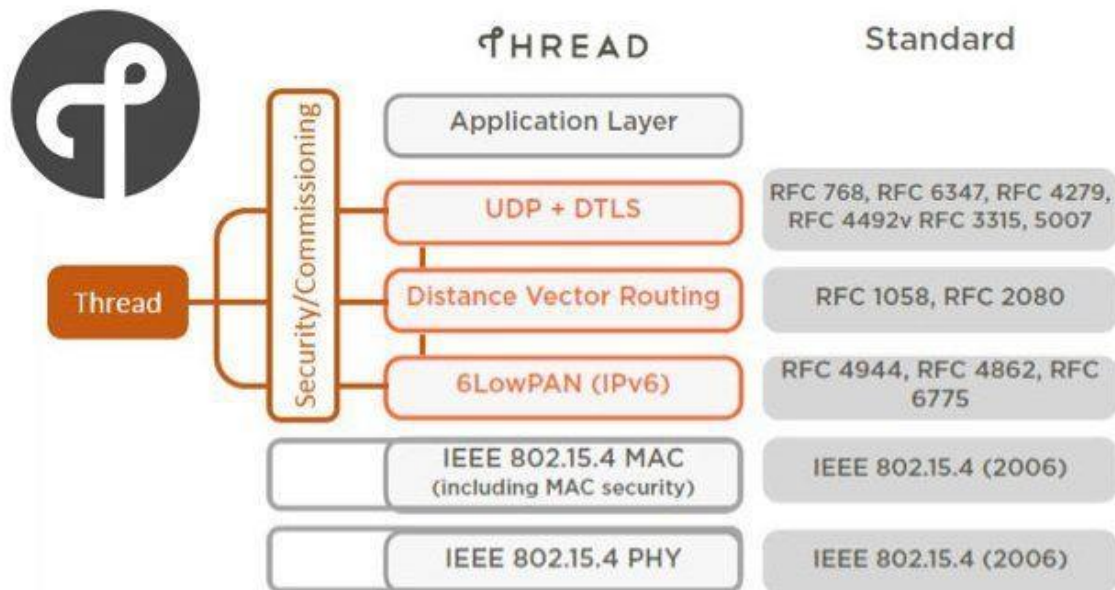 THREAD
Standard
Application Layer
Security/Commissioning
UDP + DTLS
RFC 768, RFC 6347, RFC 4279,
RFC 4492v RFC 3315, 5007
Thread
Distance Vector Routing
RFC 1058, RFC 2080
6LowPAN (IPv6)
RFC 4944, RFC 4862, RFC
6775
IEEE 802.15.4 MAC
(including MAC security)
IEEE 802.15.4 (2006)
IEEE 802.15.4 PHY
IEEE 802.15.4 (2006)